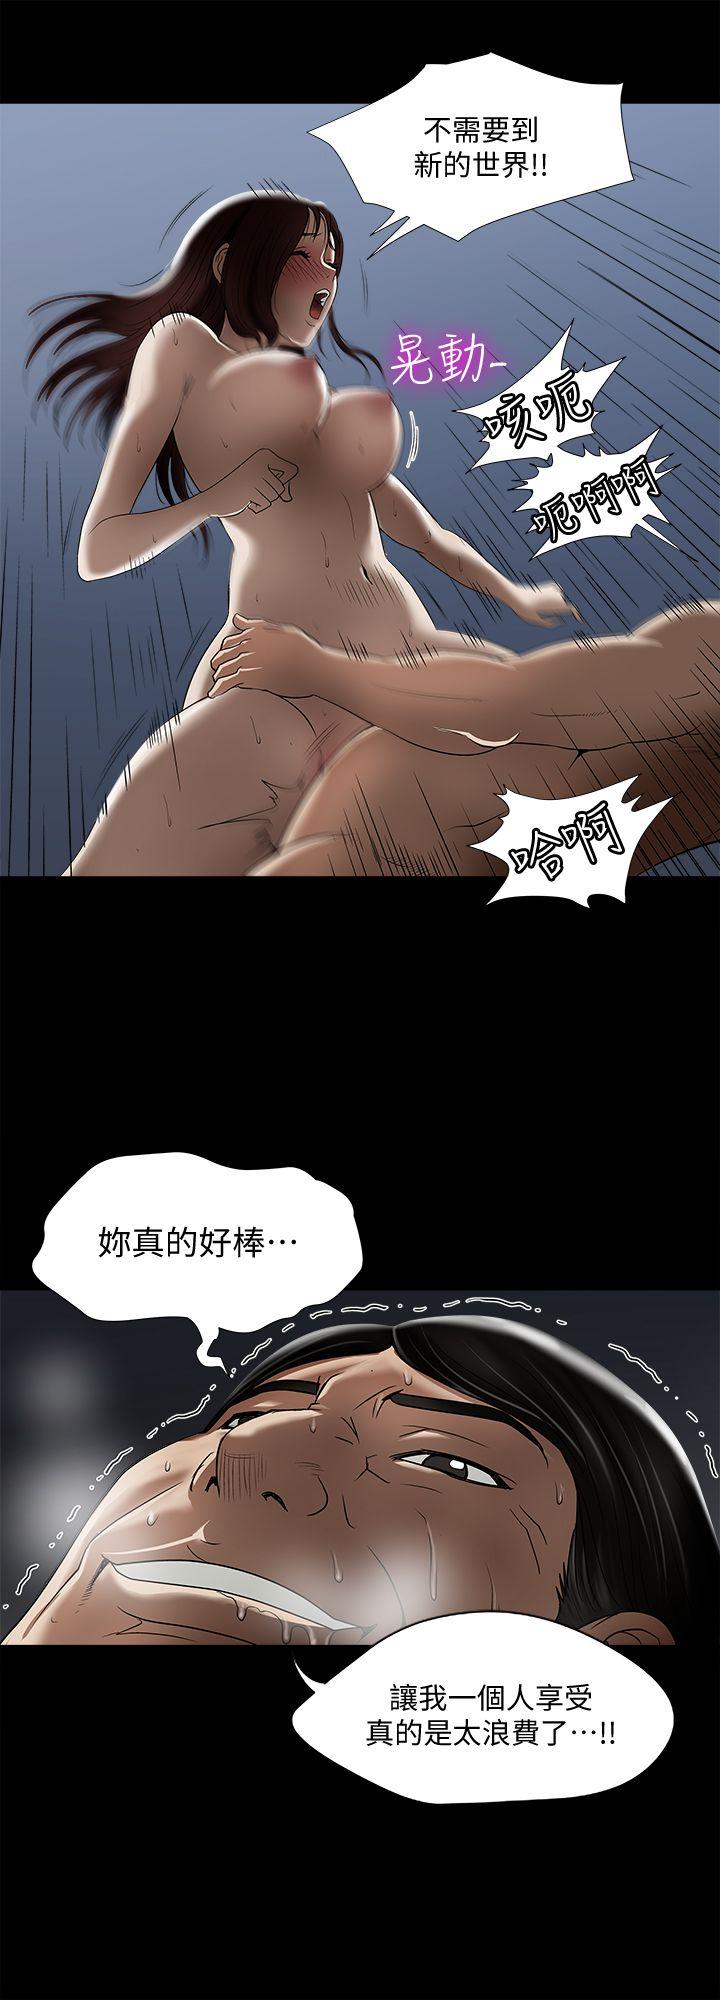 不需要到
新的世界!!
晃動~
咳呃
呃啊啊
哈啊
妳真的好棒⋯
讓我一個人享受
真的是太浪費了⋯!!